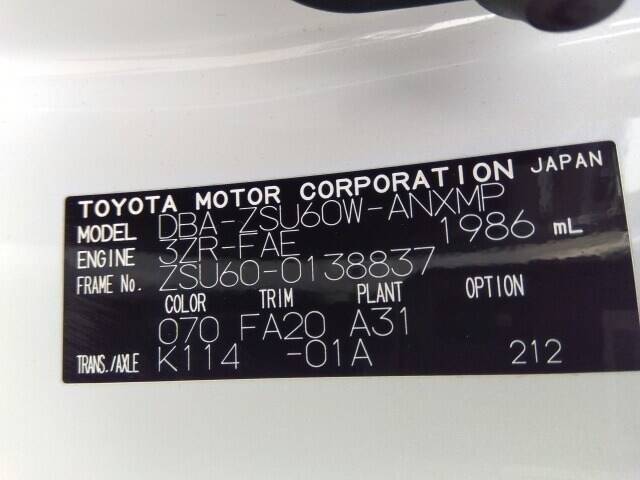 TOYOTA MOTOR CORPORATION JAPAN
MODEL DBA-ZSU60W-ANXMP
ENGINE 3ZR-FAE 1986 mL
FRAME No. ZSU60-0138837
COLOR TRIM PLANT OPTION
070 FA20 A31
TRANS./AXLE K114 -01A 212